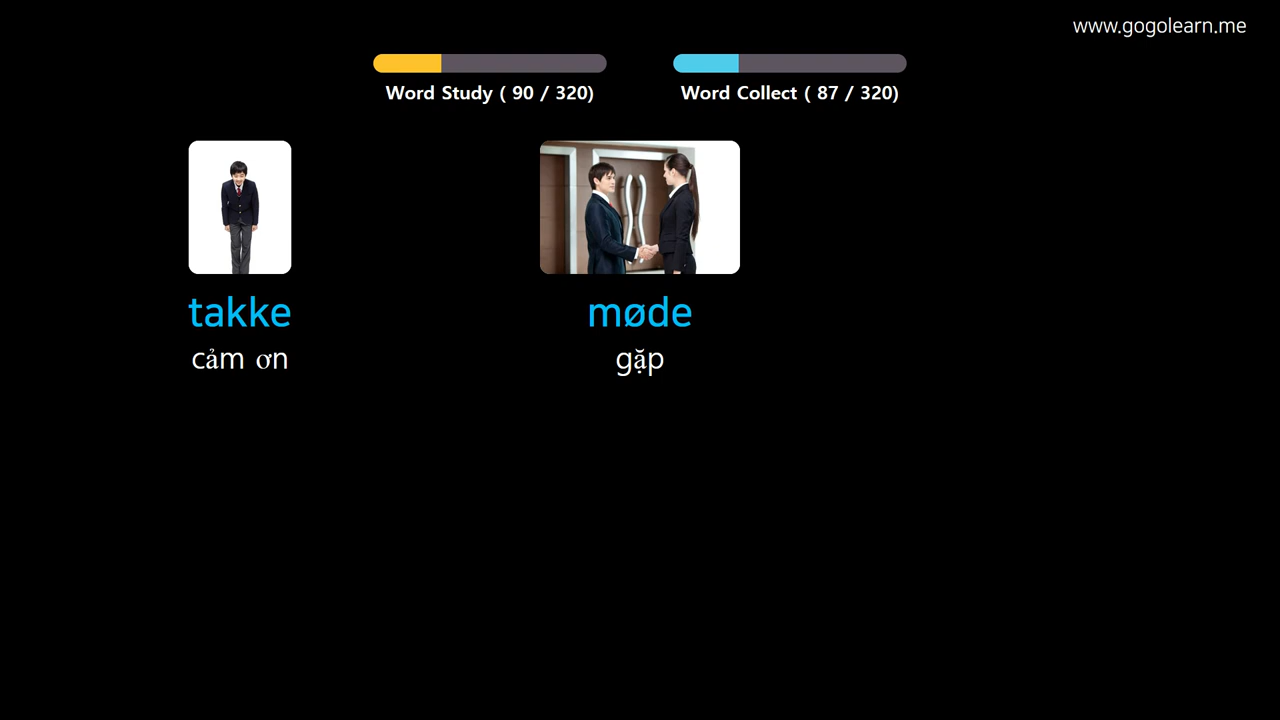 www.gogolearn.me
Word Study ( 90 / 320)
Word Collect ( 87 / 320)
takke
cảm ơn
møde
gặp